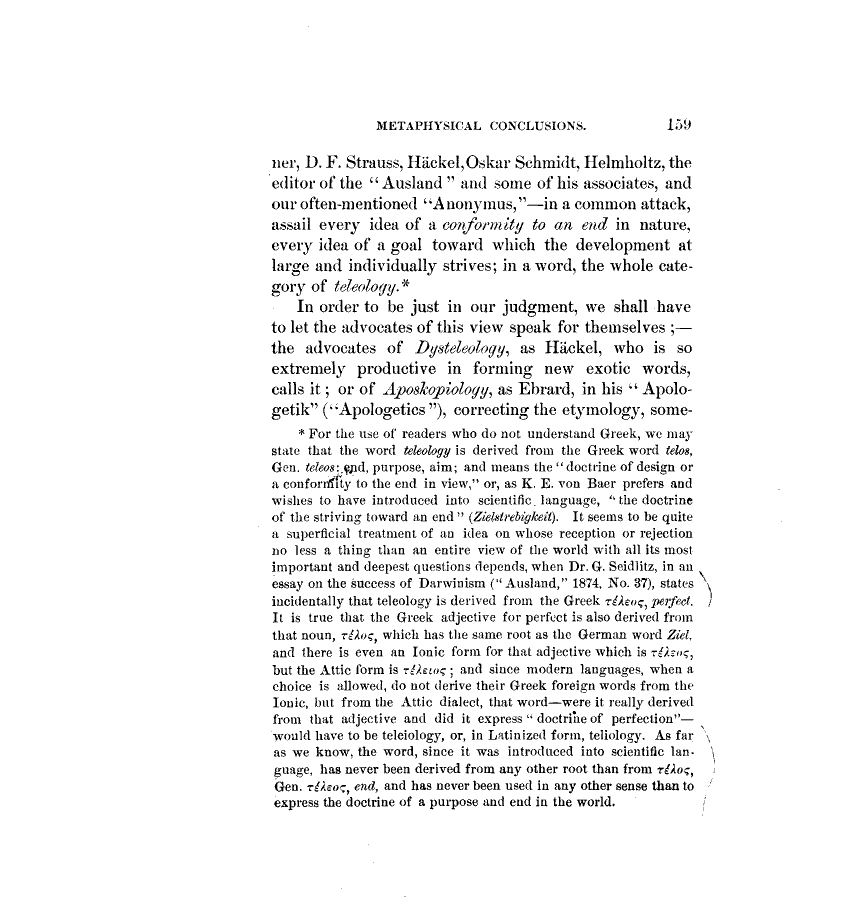 METAPHYSICAL CONCLUSIONS. 159
ner, D. F. Strauss, Häckel, Oskar Schmidt, Helmholtz, the
editor of the “Ausland” and some of his associates, and
our often-mentioned “Anonymus,”—in a common attack,
assail every idea of a conformity to an end in nature,
every idea of a goal toward which the development at
large and individually strives; in a word, the whole cate-
gory of teleology.*
In order to be just in our judgment, we shall have
to let the advocates of this view speak for themselves;—
the advocates of Dysteleology, as Häckel, who is so
extremely productive in forming new exotic words,
calls it; or of Aposkopiology, as Ebrard, in his “Apolo-
getik” (“Apologetics”), correcting the etymology, some-
* For the use of readers who do not understand Greek, we may
state that the word teleology is derived from the Greek word telos,
Gen. teleos: end, purpose, aim; and means the “doctrine of design or
a conformity to the end in view,” or, as K. E. von Baer prefers and
wishes to have introduced into scientific language, “the doctrine
of the striving toward an end” (Zielstrebigkeit). It seems to be quite
a superficial treatment of an idea on whose reception or rejection
no less a thing than an entire view of the world with all its most
important and deepest questions depends, when Dr. G. Seidlitz, in an
essay on the success of Darwinism (“Ausland,” 1874, No. 37), states
incidentally that teleology is derived from the Greek τέλεος, perfect.
It is true that the Greek adjective for perfect is also derived from
that noun, τέλος, which has the same root as the German word Ziel,
and there is even an Ionic form for that adjective which is τέλεος,
but the Attic form is τέλειος; and since modern languages, when a
choice is allowed, do not derive their Greek foreign words from the
Ionic, but from the Attic dialect, that word—were it really derived
from that adjective and did it express “doctrine of perfection”—
would have to be teleiology, or, in Latinized form, teliology. As far
as we know, the word, since it was introduced into scientific lan-
guage, has never been derived from any other root than from τέλος,
Gen. τέλεος, end, and has never been used in any other sense than to
express the doctrine of a purpose and end in the world.